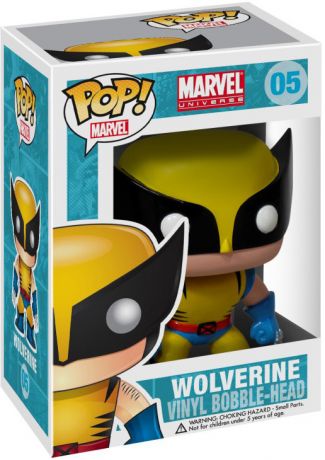 POP!
MARVEL
MARVEL
UNIVERSE
05
POP!
MARVEL
WOLVERINE
05
WOLVERINE
VINYL BOBBLE-HEAD
WARNING: CHOKING HAZARD - Small Parts.
Not for children under 3 years of age.